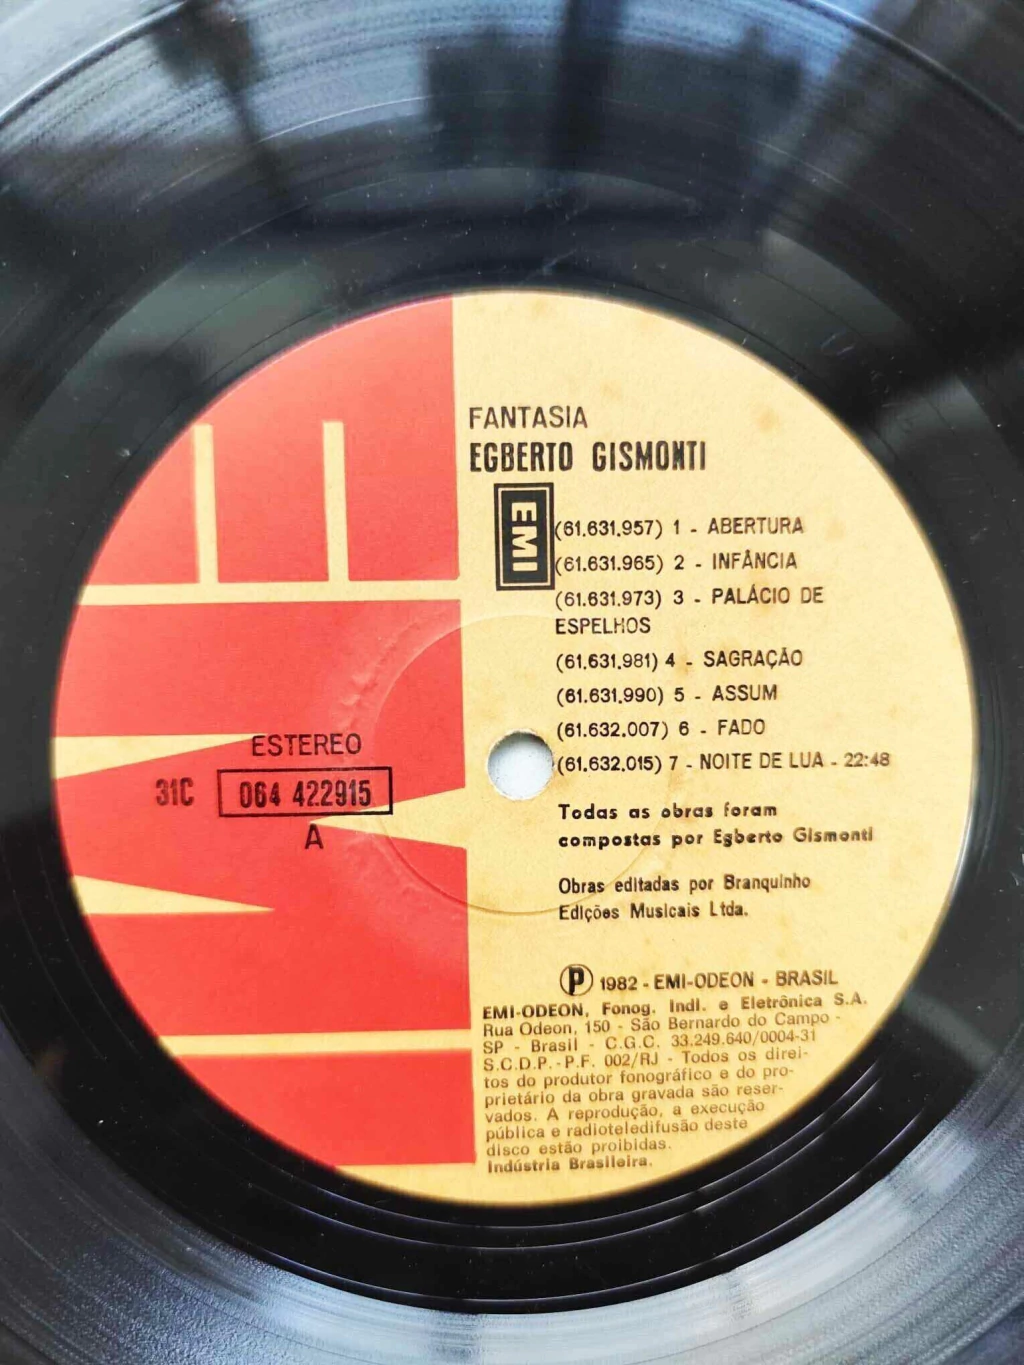 FANTASIA
EGBERTO GISMONTI
EMI
(61.631.957) 1 - ABERTURA
(61.631.965) 2 - INFÂNCIA
(61.631.973) 3 - PALÁCIO DE
ESPELHOS
(61.631.981) 4 - SAGRAÇÃO
(61.631.990) 5 - ASSUM
(61.632.007) 6 - FADO
(61.632.015) 7 - NOITE DE LUA - 22:48
ESTEREO
31C 064 422915
A
Todas as obras foram
compostas por Egberto Gismonti
Obras editadas por Branquinho
Edições Musicais Ltda.
Ⓟ 1982 - EMI-ODEON - BRASIL
EMI-ODEON, Fonog. Indl. e Eletrônica S.A.
Rua Odeon, 150 - São Bernardo do Campo -
SP - Brasil - C.G.C. 33.249.640/0004-31
S.C.D.P. - P.F. 002/RJ - Todos os direi-
tos do produtor fonográfico e do pro-
prietário da obra gravada são reser-
vados. A reprodução, a execução
pública e radioteledifusão deste
disco estão proibidas.
Indústria Brasileira.